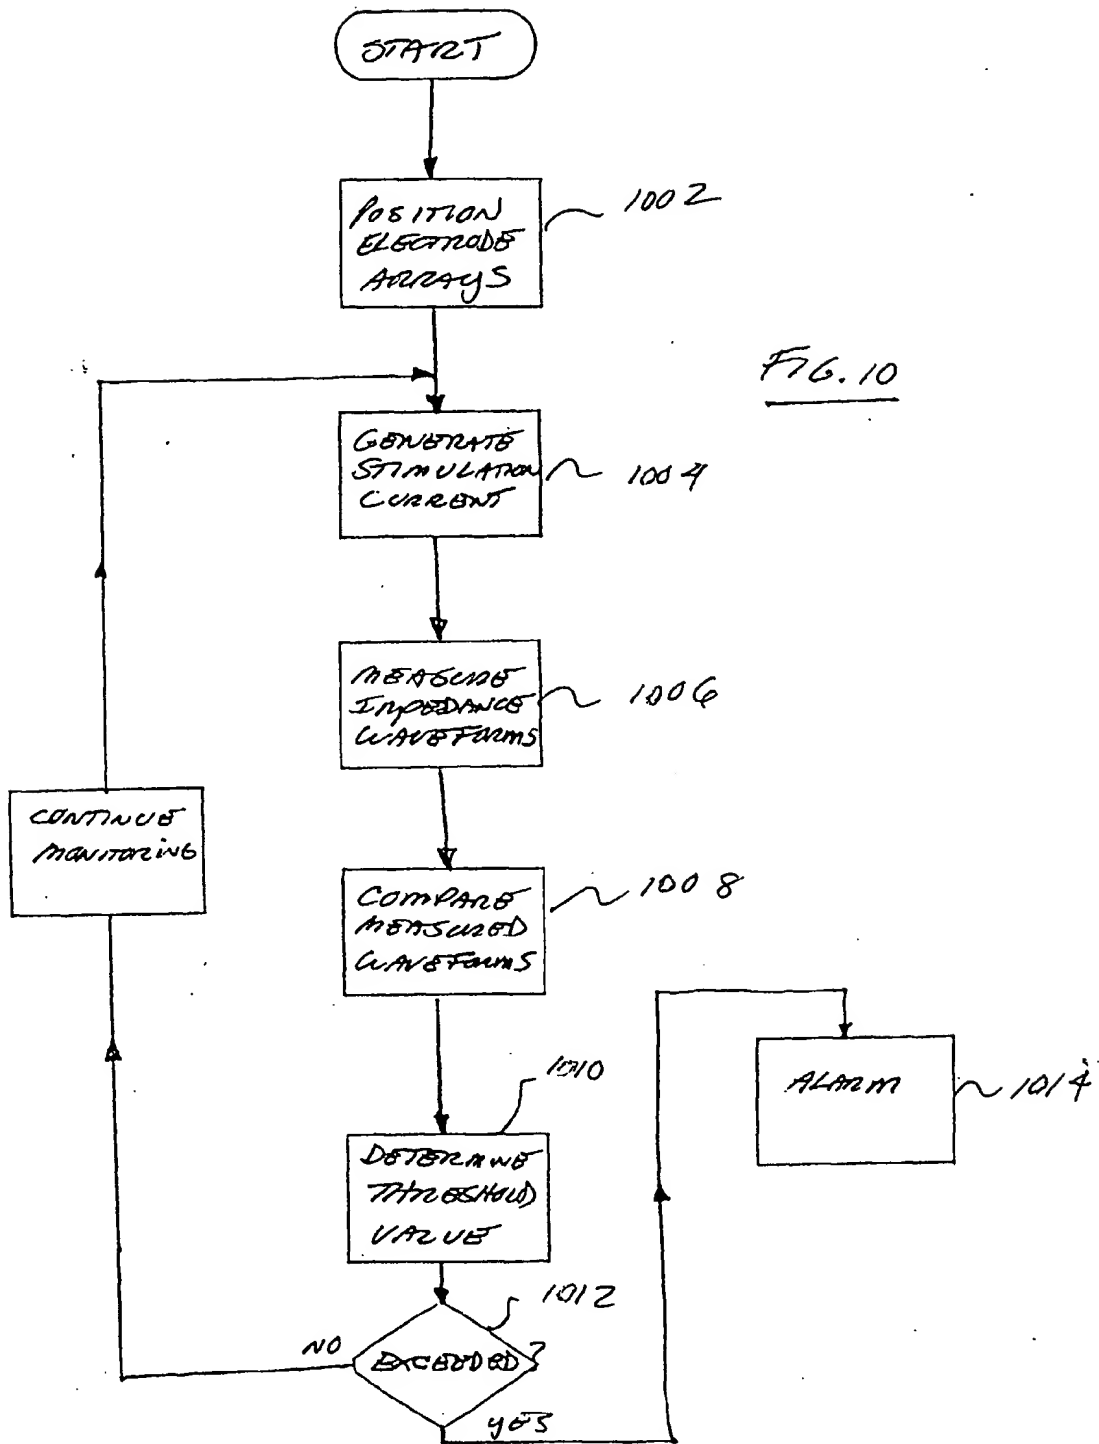 START
POSITION
ELECTRODE
ARRAYS
1002
FIG. 10
GENERATE
STIMULATION
CURRENT
1004
MEASURE
IMPEDANCE
WAVEFORMS
1006
CONTINUE
MONITORING
COMPARE
MEASURED
WAVEFORMS
1008
1010
DETERMINE
THRESHOLD
VALUE
ALARM
1014
1012
NO
EXCEEDED?
YES